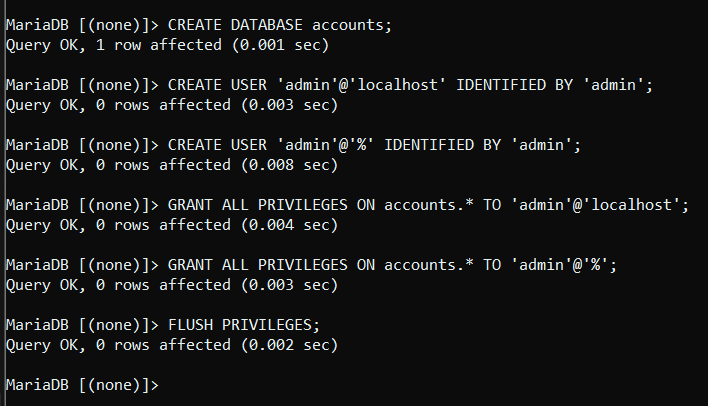 MariaDB [(none)]> CREATE DATABASE accounts;
Query OK, 1 row affected (0.001 sec)
MariaDB [(none)]> CREATE USER 'admin'@'localhost' IDENTIFIED BY 'admin';
Query OK, 0 rows affected (0.003 sec)
MariaDB [(none)]> CREATE USER 'admin'@'%' IDENTIFIED BY 'admin';
Query OK, 0 rows affected (0.008 sec)
MariaDB [(none)]> GRANT ALL PRIVILEGES ON accounts.* TO 'admin'@'localhost';
Query OK, 0 rows affected (0.004 sec)
MariaDB [(none)]> GRANT ALL PRIVILEGES ON accounts.* TO 'admin'@'%';
Query OK, 0 rows affected (0.003 sec)
MariaDB [(none)]> FLUSH PRIVILEGES;
Query OK, 0 rows affected (0.002 sec)
MariaDB [(none)]>